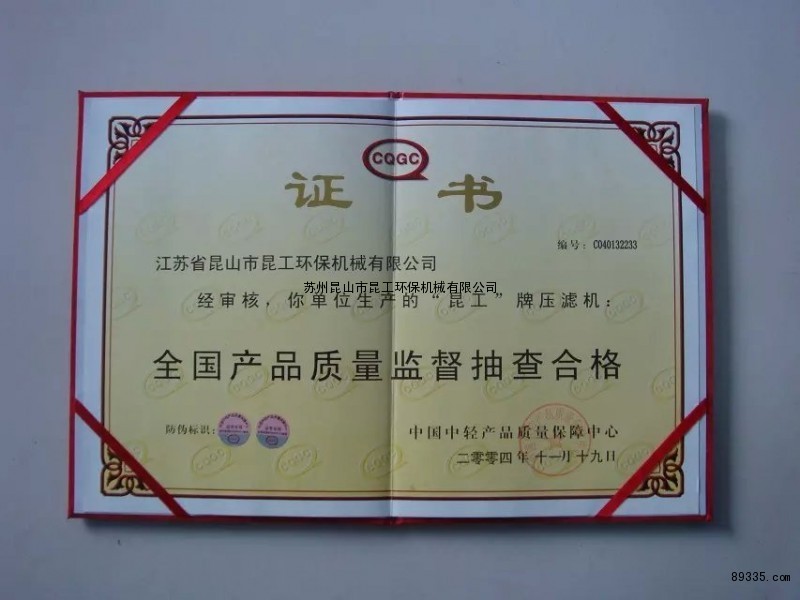 CQGC
证书
编号：C040132233
江苏省昆山市昆工环保机械有限公司
苏州昆山市昆工环保机械有限公司
经审核，你单位生产的“昆工”牌压滤机：
全国产品质量监督抽查合格
防伪标识：
中国中轻产品质量保障中心
二零零四年十一月十九日
89335.com